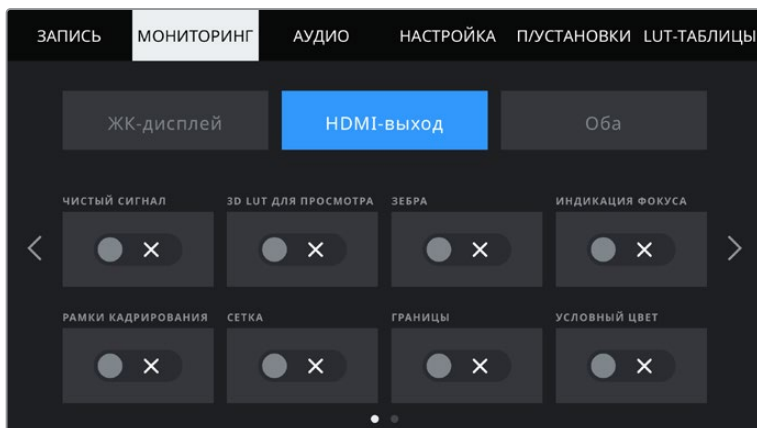 ЗАПИСЬ МОНИТОРИНГ АУДИО НАСТРОЙКА П/УСТАНОВКИ LUT-ТАБЛИЦЫ
ЖК-дисплей HDMI-выход Оба
ЧИСТЫЙ СИГНАЛ 3D LUT ДЛЯ ПРОСМОТРА ЗЕБРА ИНДИКАЦИЯ ФОКУСА
РАМКИ КАДРИРОВАНИЯ СЕТКА ГРАНИЦЫ УСЛОВНЫЙ ЦВЕТ